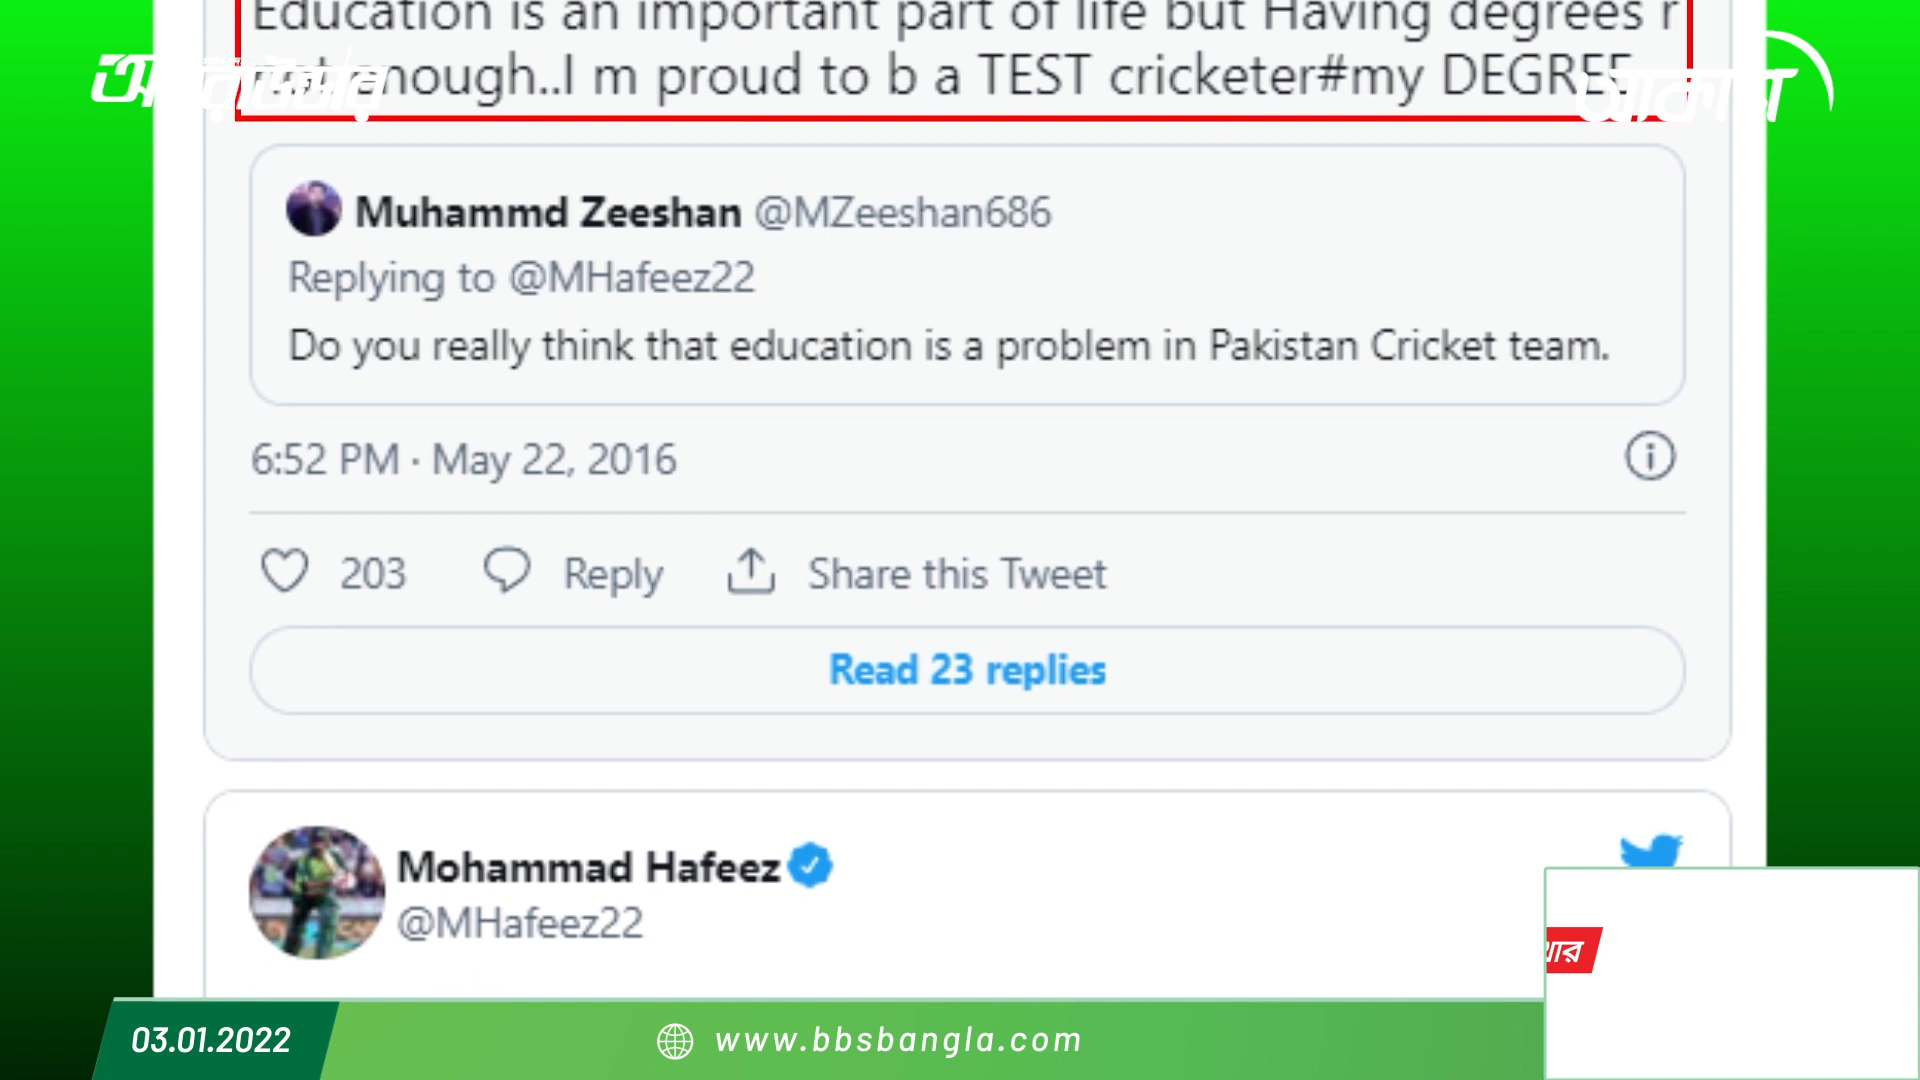 Education is an important part of life but Having degrees r
enough..I m proud to b a TEST cricketer#my DEGREE
আকাশ
Muhammd Zeeshan @MZeeshan686
Replying to @MHafeez22
Do you really think that education is a problem in Pakistan Cricket team.
6:52 PM · May 22, 2016
203 Reply Share this Tweet
Read 23 replies
Mohammad Hafeez
@MHafeez22
03.01.2022
www.bbsbangla.com